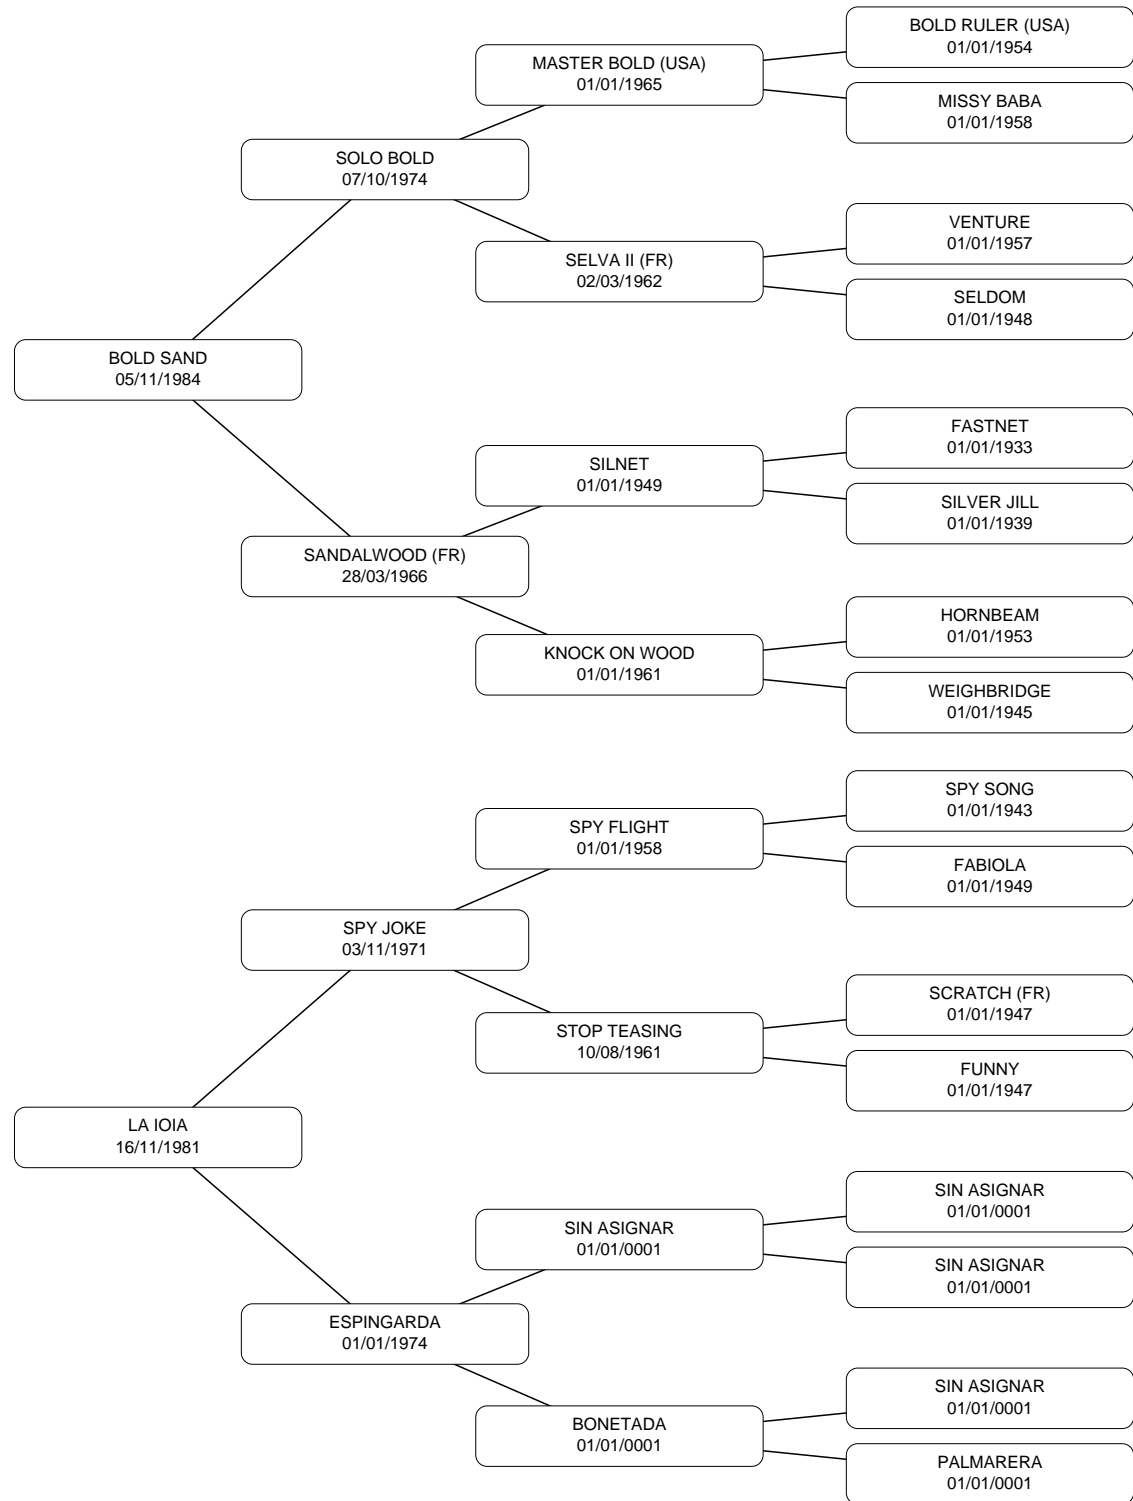 BOLD RULER (USA)
01/01/1954
MASTER BOLD (USA)
01/01/1965
MISSY BABA
01/01/1958
SOLO BOLD
07/10/1974
VENTURE
01/01/1957
SELVA II (FR)
02/03/1962
SELDOM
01/01/1948
BOLD SAND
05/11/1984
FASTNET
01/01/1933
SILNET
01/01/1949
SILVER JILL
01/01/1939
SANDALWOOD (FR)
28/03/1966
HORNBEAM
01/01/1953
KNOCK ON WOOD
01/01/1961
WEIGHBRIDGE
01/01/1945
SPY SONG
01/01/1943
SPY FLIGHT
01/01/1958
FABIOLA
01/01/1949
SPY JOKE
03/11/1971
SCRATCH (FR)
01/01/1947
STOP TEASING
10/08/1961
FUNNY
01/01/1947
LA IOIA
16/11/1981
SIN ASIGNAR
01/01/0001
SIN ASIGNAR
01/01/0001
SIN ASIGNAR
01/01/0001
ESPINGARDA
01/01/1974
SIN ASIGNAR
01/01/0001
BONETADA
01/01/0001
PALMARERA
01/01/0001